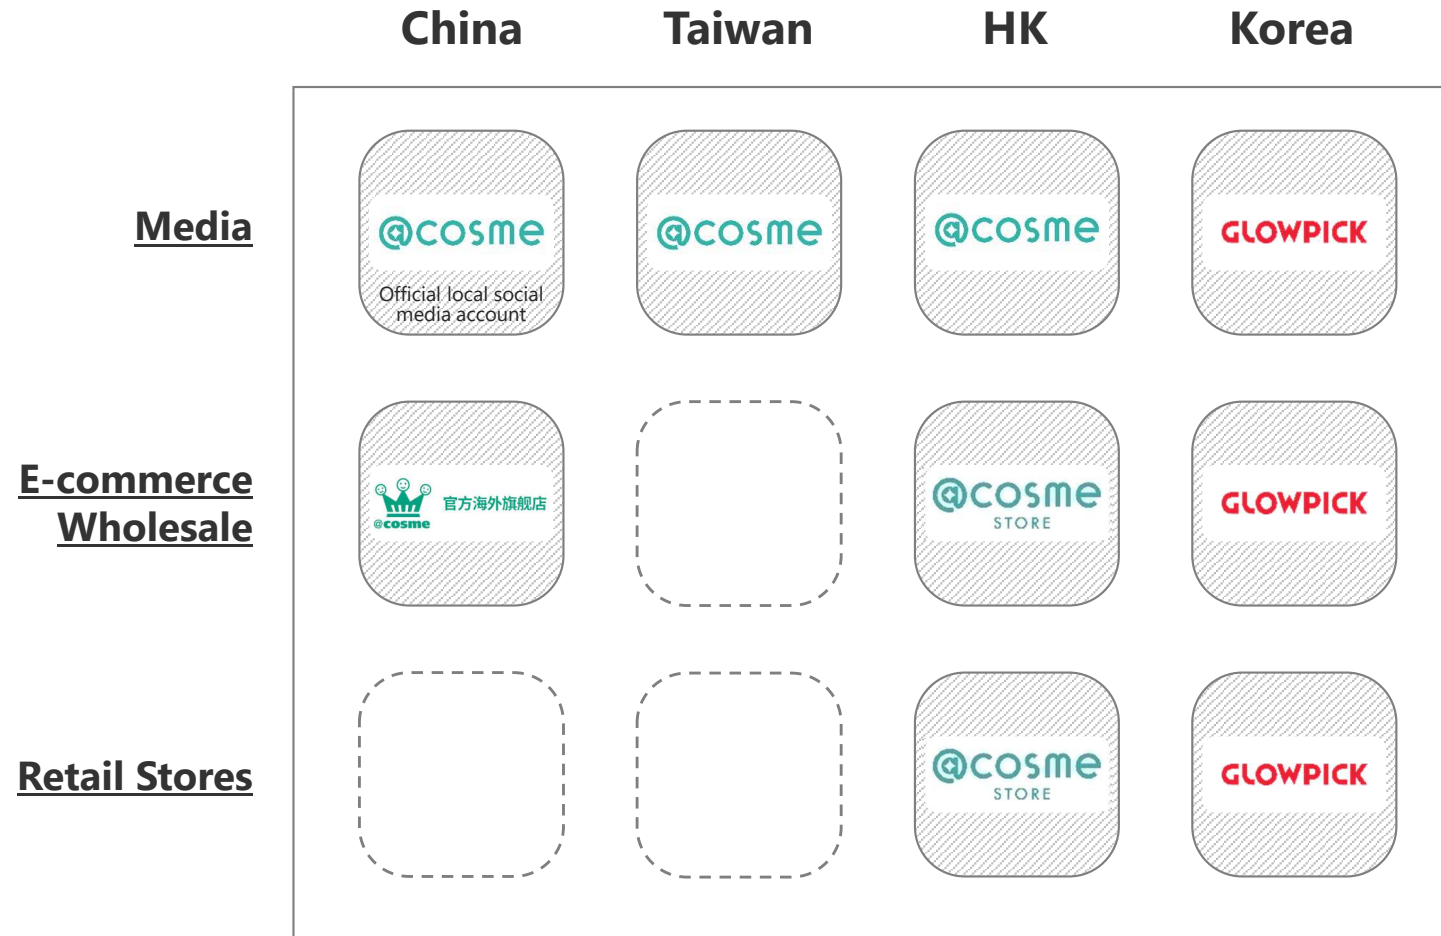 China Taiwan HK Korea
Media
@cosme @cosme @cosme GLOWPICK
Official local social
media account
E-commerce
Wholesale
@cosme 官方海外旗舰店
@cosme
STORE
GLOWPICK
Retail Stores
@cosme
STORE
GLOWPICK